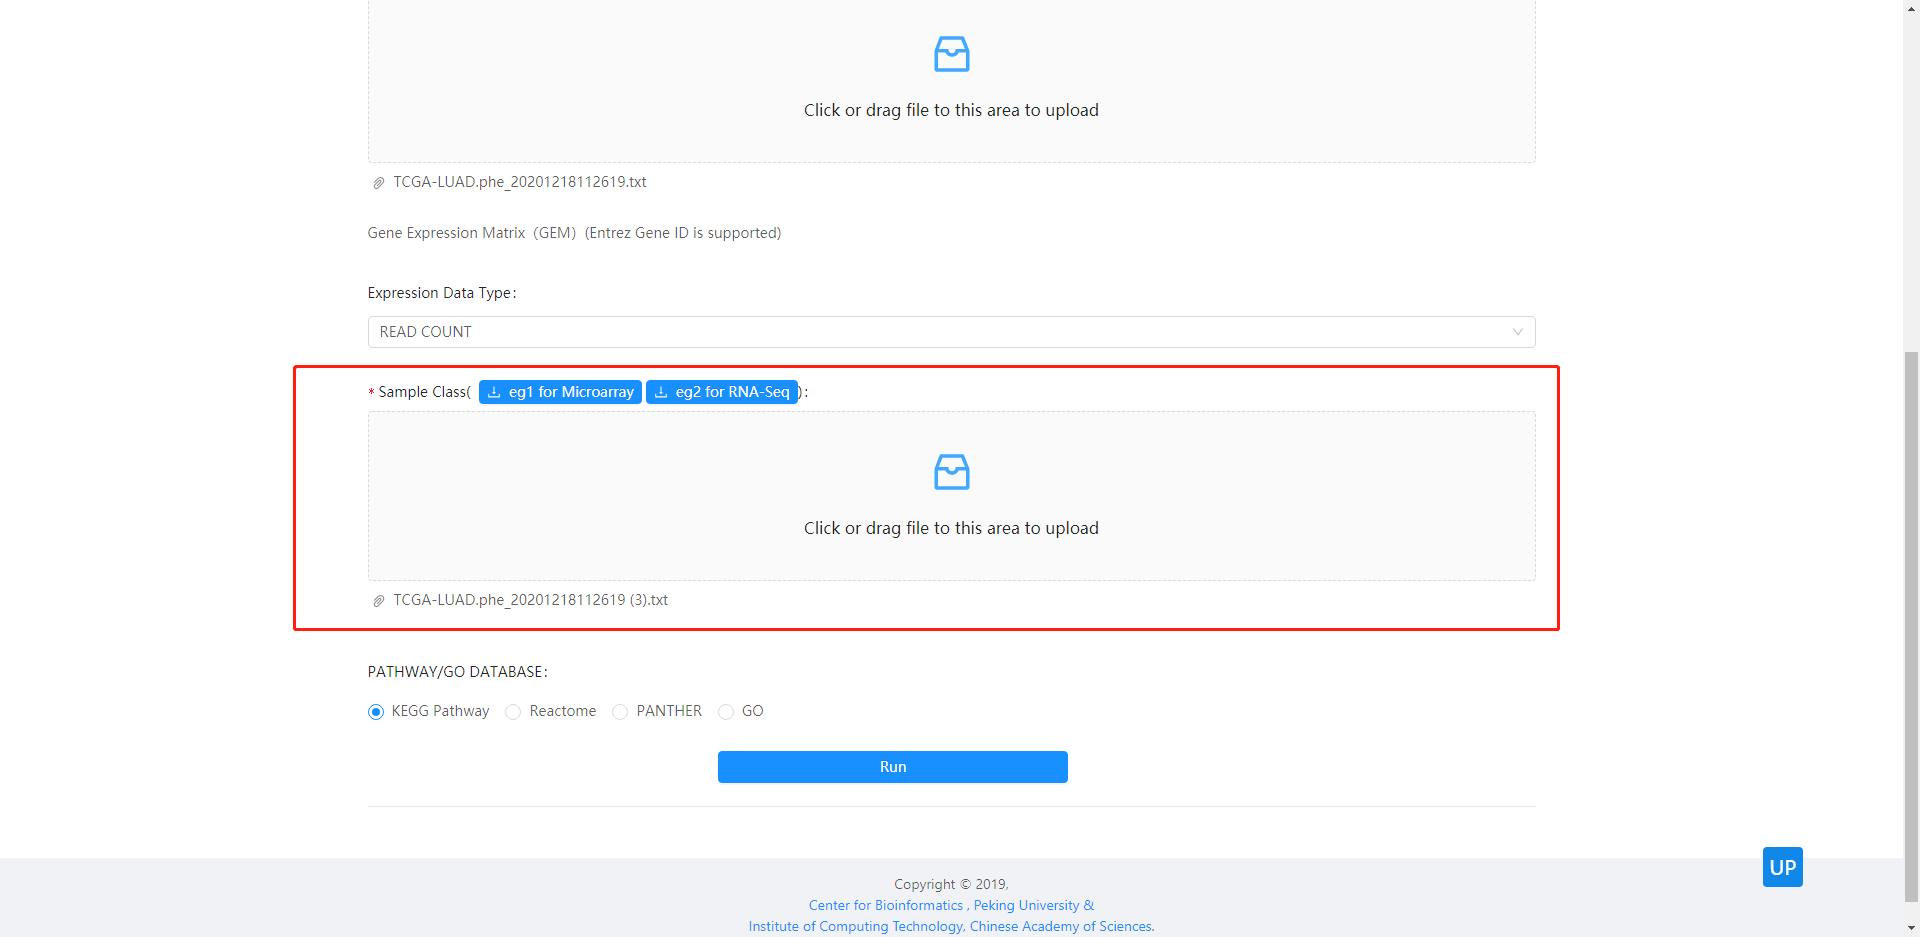 Click or drag file to this area to upload
TCGA-LUAD.phe_20201218112619.txt
Gene Expression Matrix（GEM）(Entrez Gene ID is supported)
Expression Data Type:
READ COUNT
* Sample Class( eg1 for Microarray eg2 for RNA-Seq ):
Click or drag file to this area to upload
TCGA-LUAD.phe_20201218112619 (3).txt
PATHWAY/GO DATABASE:
KEGG Pathway Reactome PANTHER GO
Run
UP
Copyright © 2019,
Center for Bioinformatics , Peking University &
Institute of Computing Technology, Chinese Academy of Sciences.